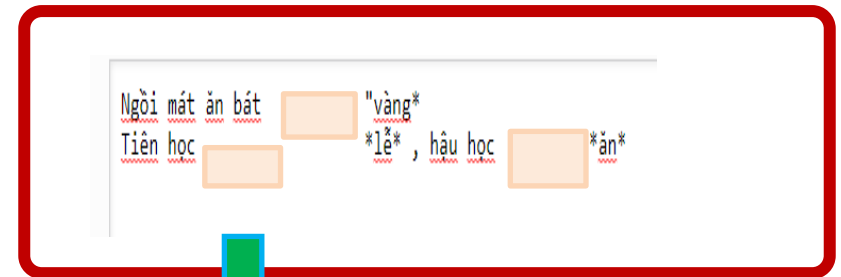 Ngồi mát ăn bát "vàng*
Tiên học *lễ* , hậu học *ăn*